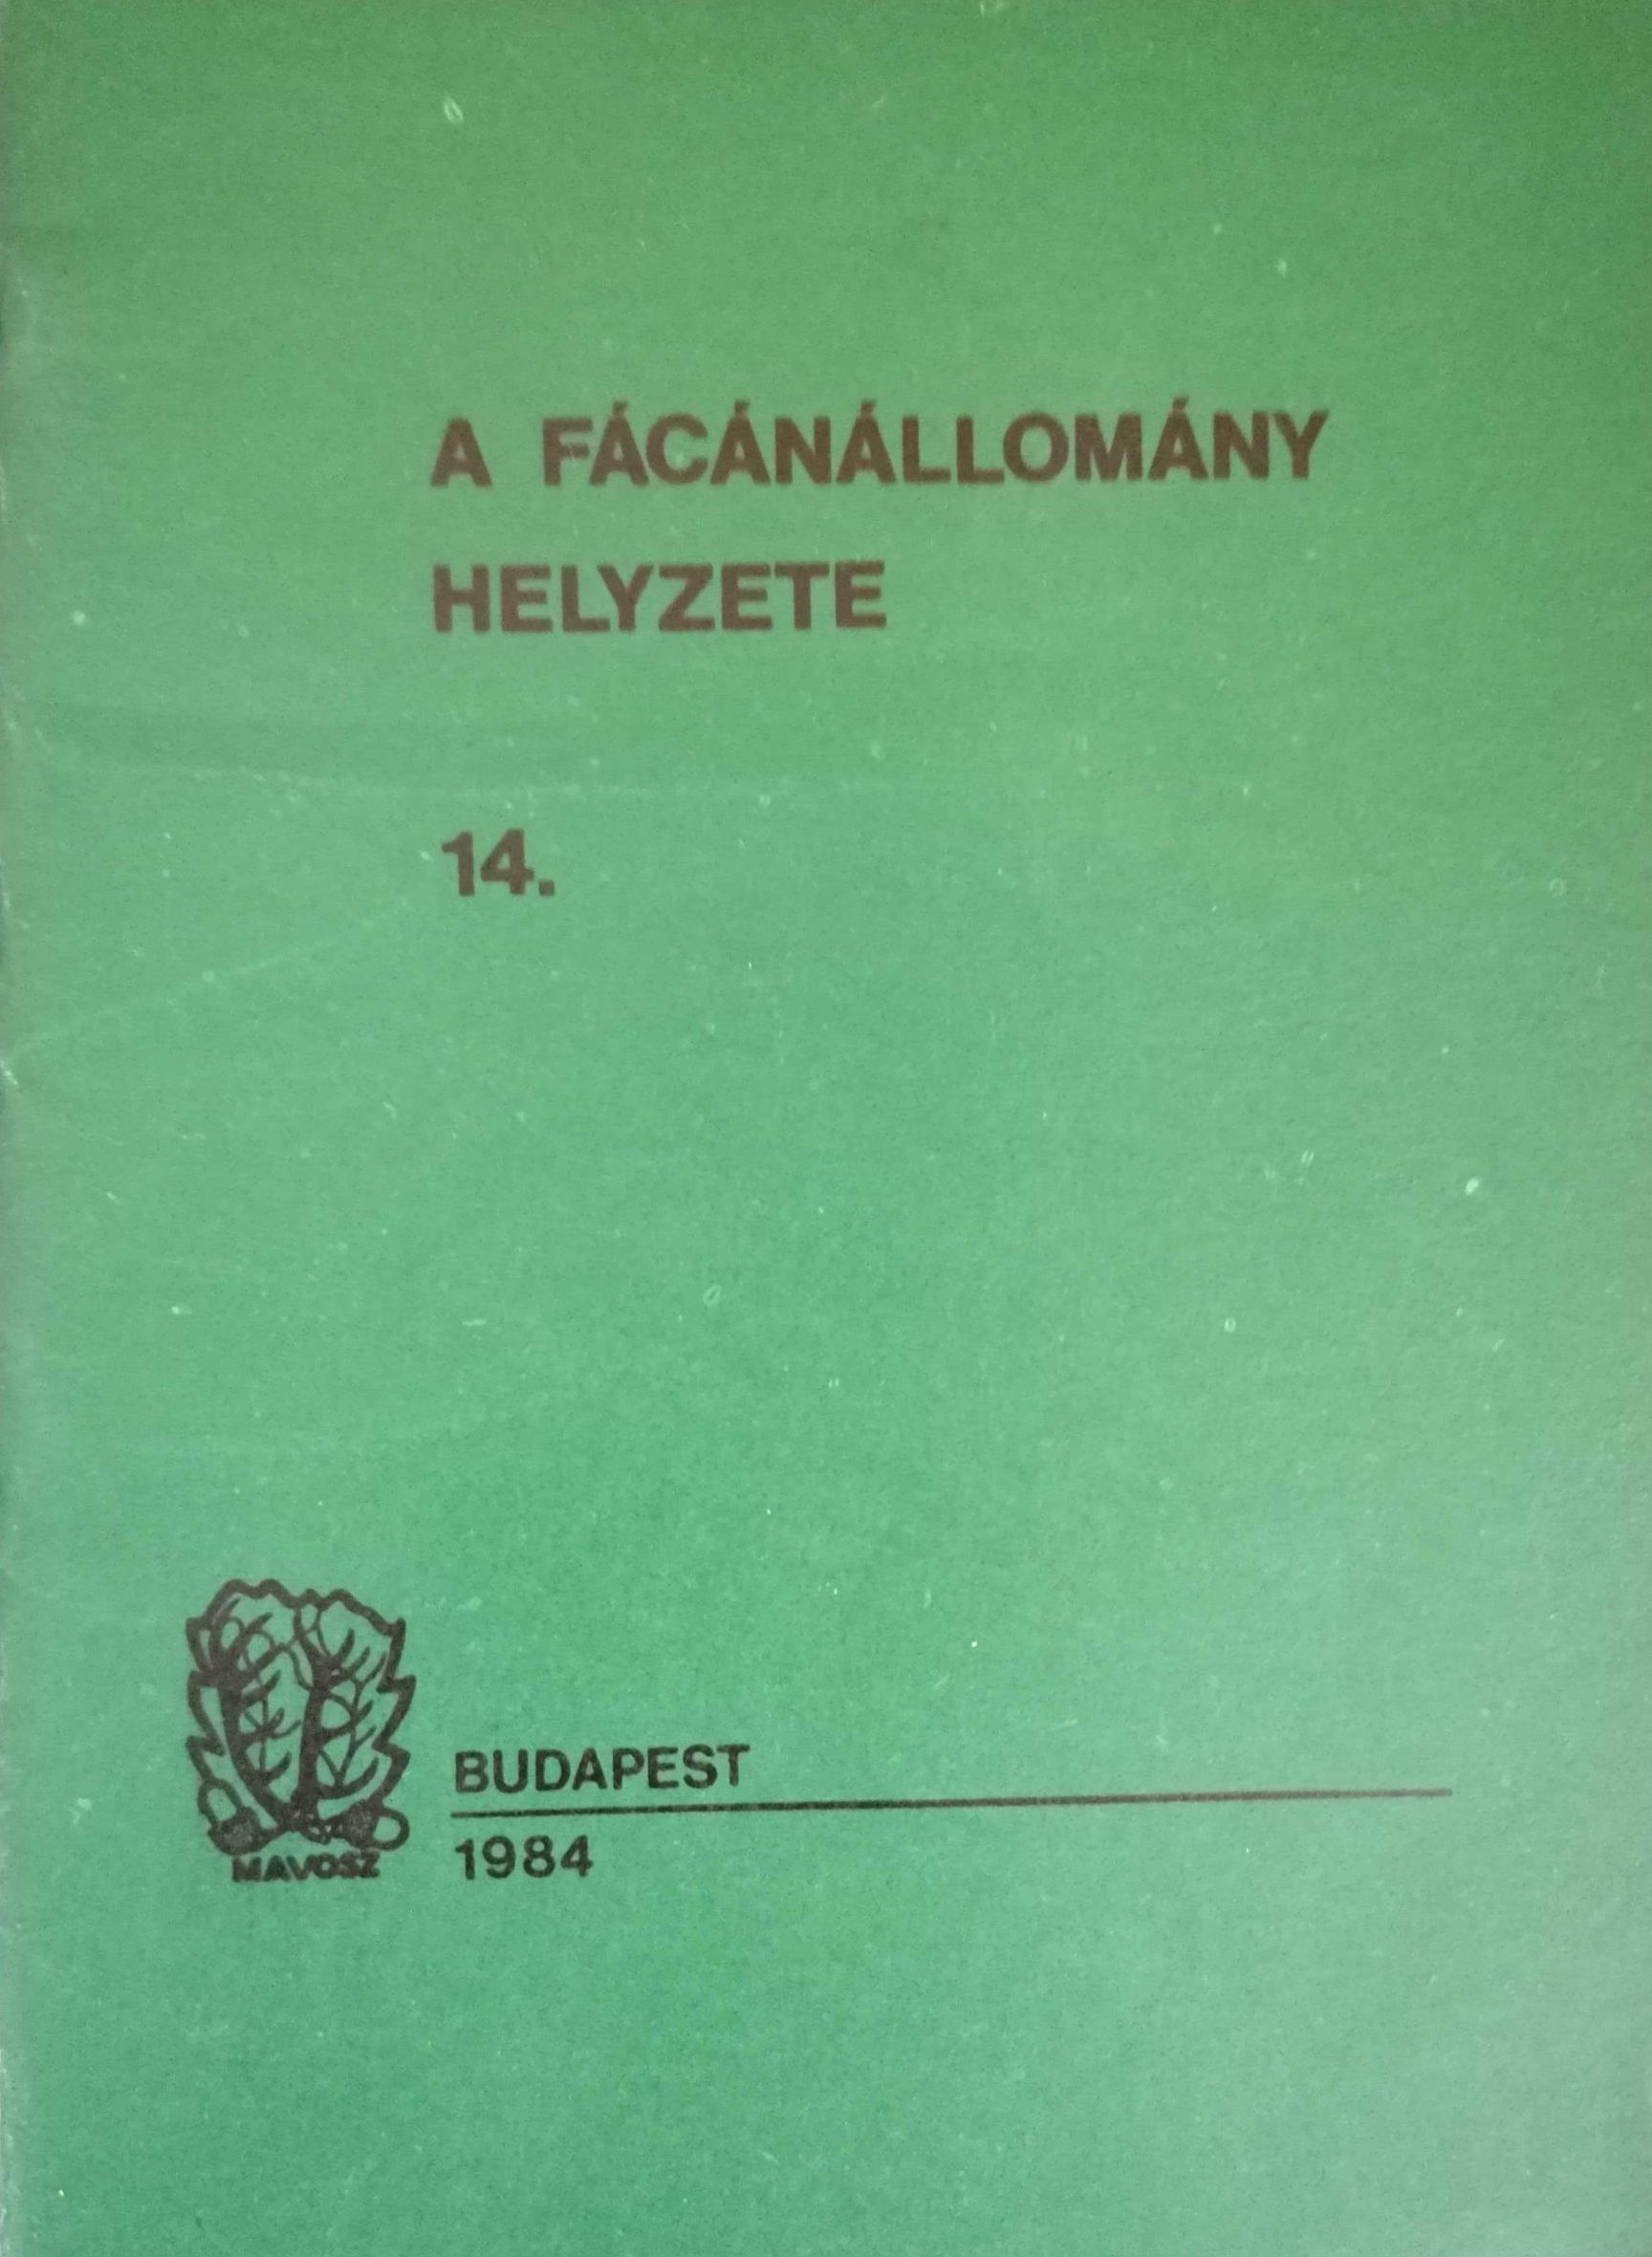 A FÁCÁNÁLLOMÁNY
HELYZETE
14.
BUDAPEST
1984
MAVOSZ